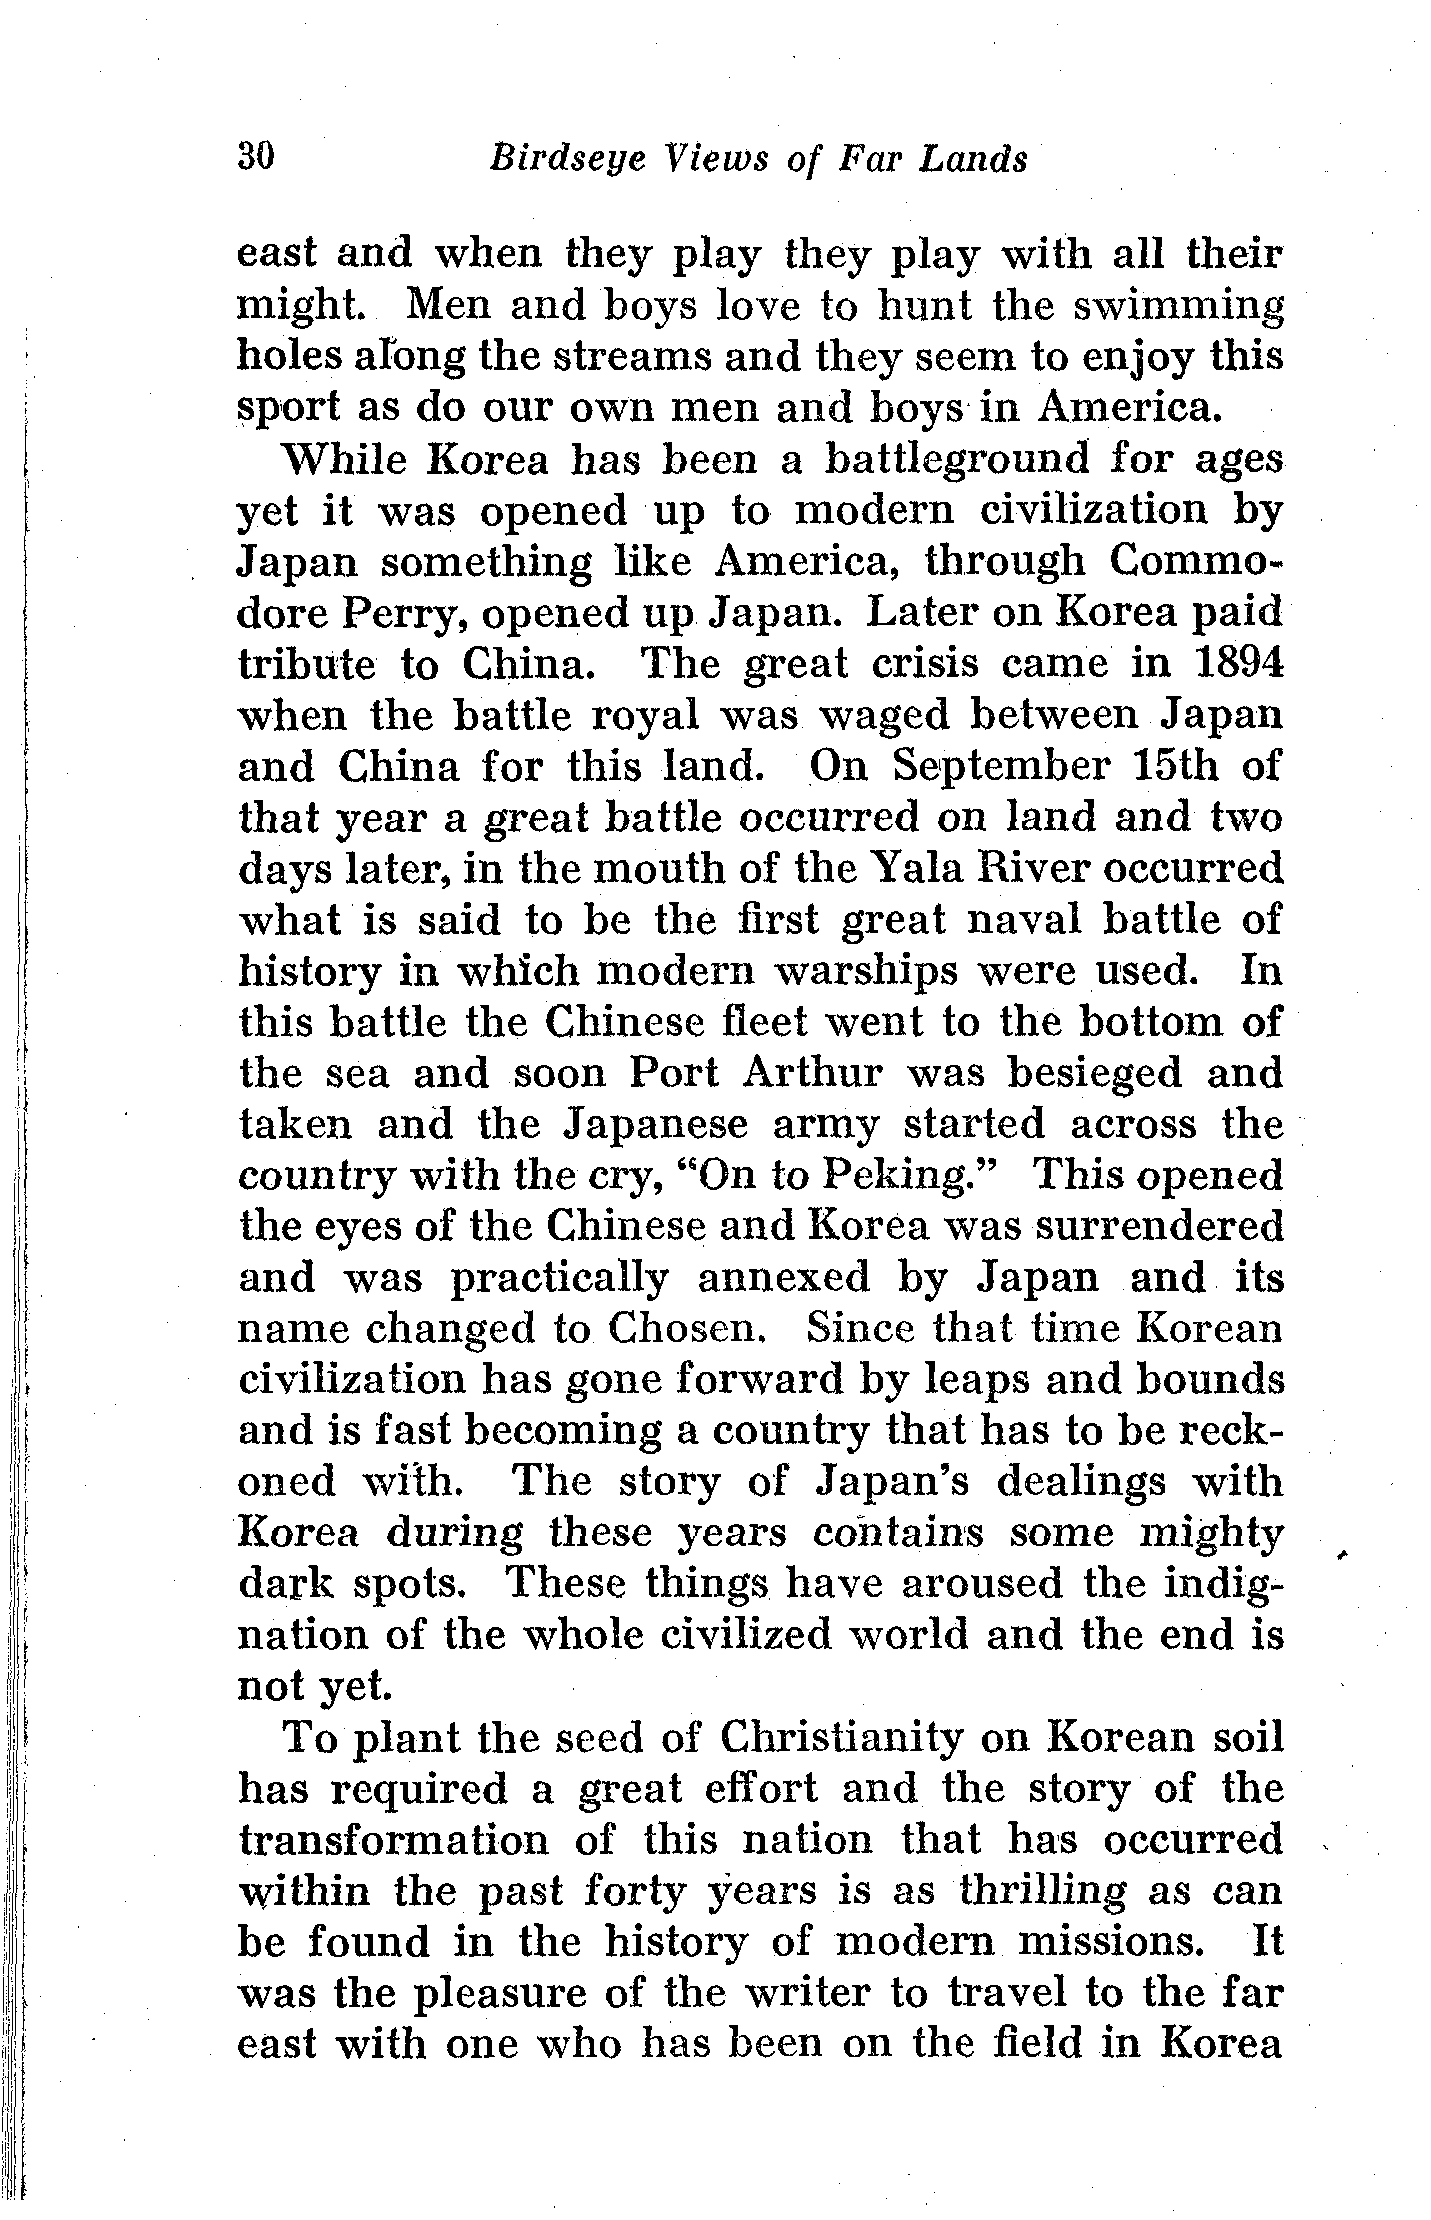 30 Birdseye Views of Far Lands
east and when they play they play with all their
might. Men and boys love to hunt the swimming
holes along the streams and they seem to enjoy this
sport as do our own men and boys in America.
While Korea has been a battleground for ages
yet it was opened up to modern civilization by
Japan something like America, through Commo-
dore Perry, opened up Japan. Later on Korea paid
tribute to China. The great crisis came in 1894
when the battle royal was waged between Japan
and China for this land. On September 15th of
that year a great battle occurred on land and two
days later, in the mouth of the Yala River occurred
what is said to be the first great naval battle of
history in which modern warships were used. In
this battle the Chinese fleet went to the bottom of
the sea and soon Port Arthur was besieged and
taken and the Japanese army started across the
country with the cry, “On to Peking.” This opened
the eyes of the Chinese and Korea was surrendered
and was practically annexed by Japan and its
name changed to Chosen. Since that time Korean
civilization has gone forward by leaps and bounds
and is fast becoming a country that has to be reck-
oned with. The story of Japan’s dealings with
Korea during these years contains some mighty
dark spots. These things have aroused the indig-
nation of the whole civilized world and the end is
not yet.
To plant the seed of Christianity on Korean soil
has required a great effort and the story of the
transformation of this nation that has occurred
within the past forty years is as thrilling as can
be found in the history of modern missions. It
was the pleasure of the writer to travel to the far
east with one who has been on the field in Korea